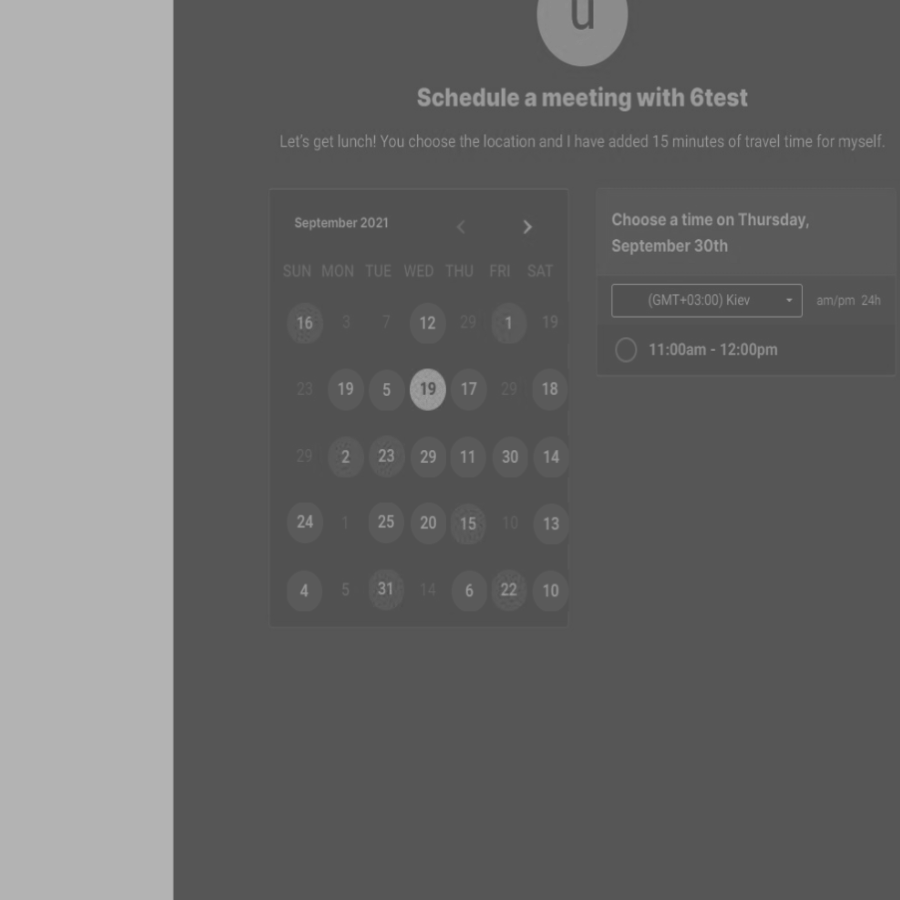 u
Schedule a meeting with 6test
Let's get lunch! You choose the location and I have added 15 minutes of travel time for myself.
September 2021
SUN MON TUE WED THU FRI SAT
16 3 7 12 29 1 19
23 19 5 19 17 29 18
29 2 23 29 11 30 14
24 1 25 20 15 10 13
4 5 31 14 6 22 10
Choose a time on Thursday,
September 30th
(GMT+03:00) Kiev am/pm 24h
11:00am - 12:00pm